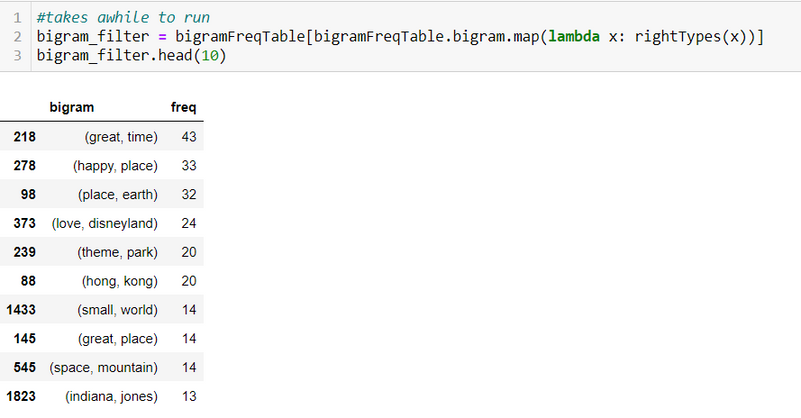 1 #takes awhile to run
2 bigram_filter = bigramFreqTable[bigramFreqTable.bigram.map(lambda x: rightTypes(x))]
3 bigram_filter.head(10)
bigram freq
218 (great, time) 43
278 (happy, place) 33
98 (place, earth) 32
373 (love, disneyland) 24
239 (theme, park) 20
88 (hong, kong) 20
1433 (small, world) 14
145 (great, place) 14
545 (space, mountain) 14
1823 (indiana, jones) 13